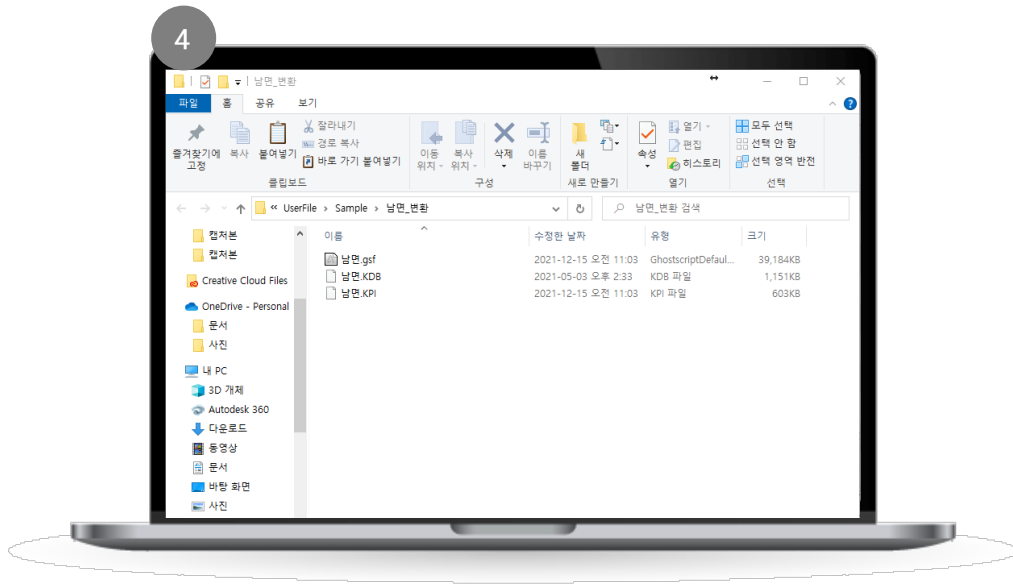 4
남면_변환
파일 홈 공유 보기
즐겨찾기에
고정
복사
붙여넣기
잘라내기
경로 복사
바로 가기 붙여넣기
클립보드
이동
위치
복사
위치
삭제
이름
바꾸기
구성
새
폴더
새로 만들기
속성
열기
편집
히스토리
열기
모두 선택
선택 안 함
선택 영역 반전
선택
« UserFile › Sample › 남면_변환
남면_변환 검색
캡처본
캡처본
Creative Cloud Files
OneDrive - Personal
문서
사진
내 PC
3D 개체
Autodesk 360
다운로드
동영상
문서
바탕 화면
사진
이름 수정한 날짜 유형 크기
남면.gsf 2021-12-15 오전 11:03 GhostscriptDefaul... 39,184KB
남면.KDB 2021-05-03 오후 2:33 KDB 파일 1,151KB
남면.KPI 2021-12-15 오전 11:03 KPI 파일 603KB